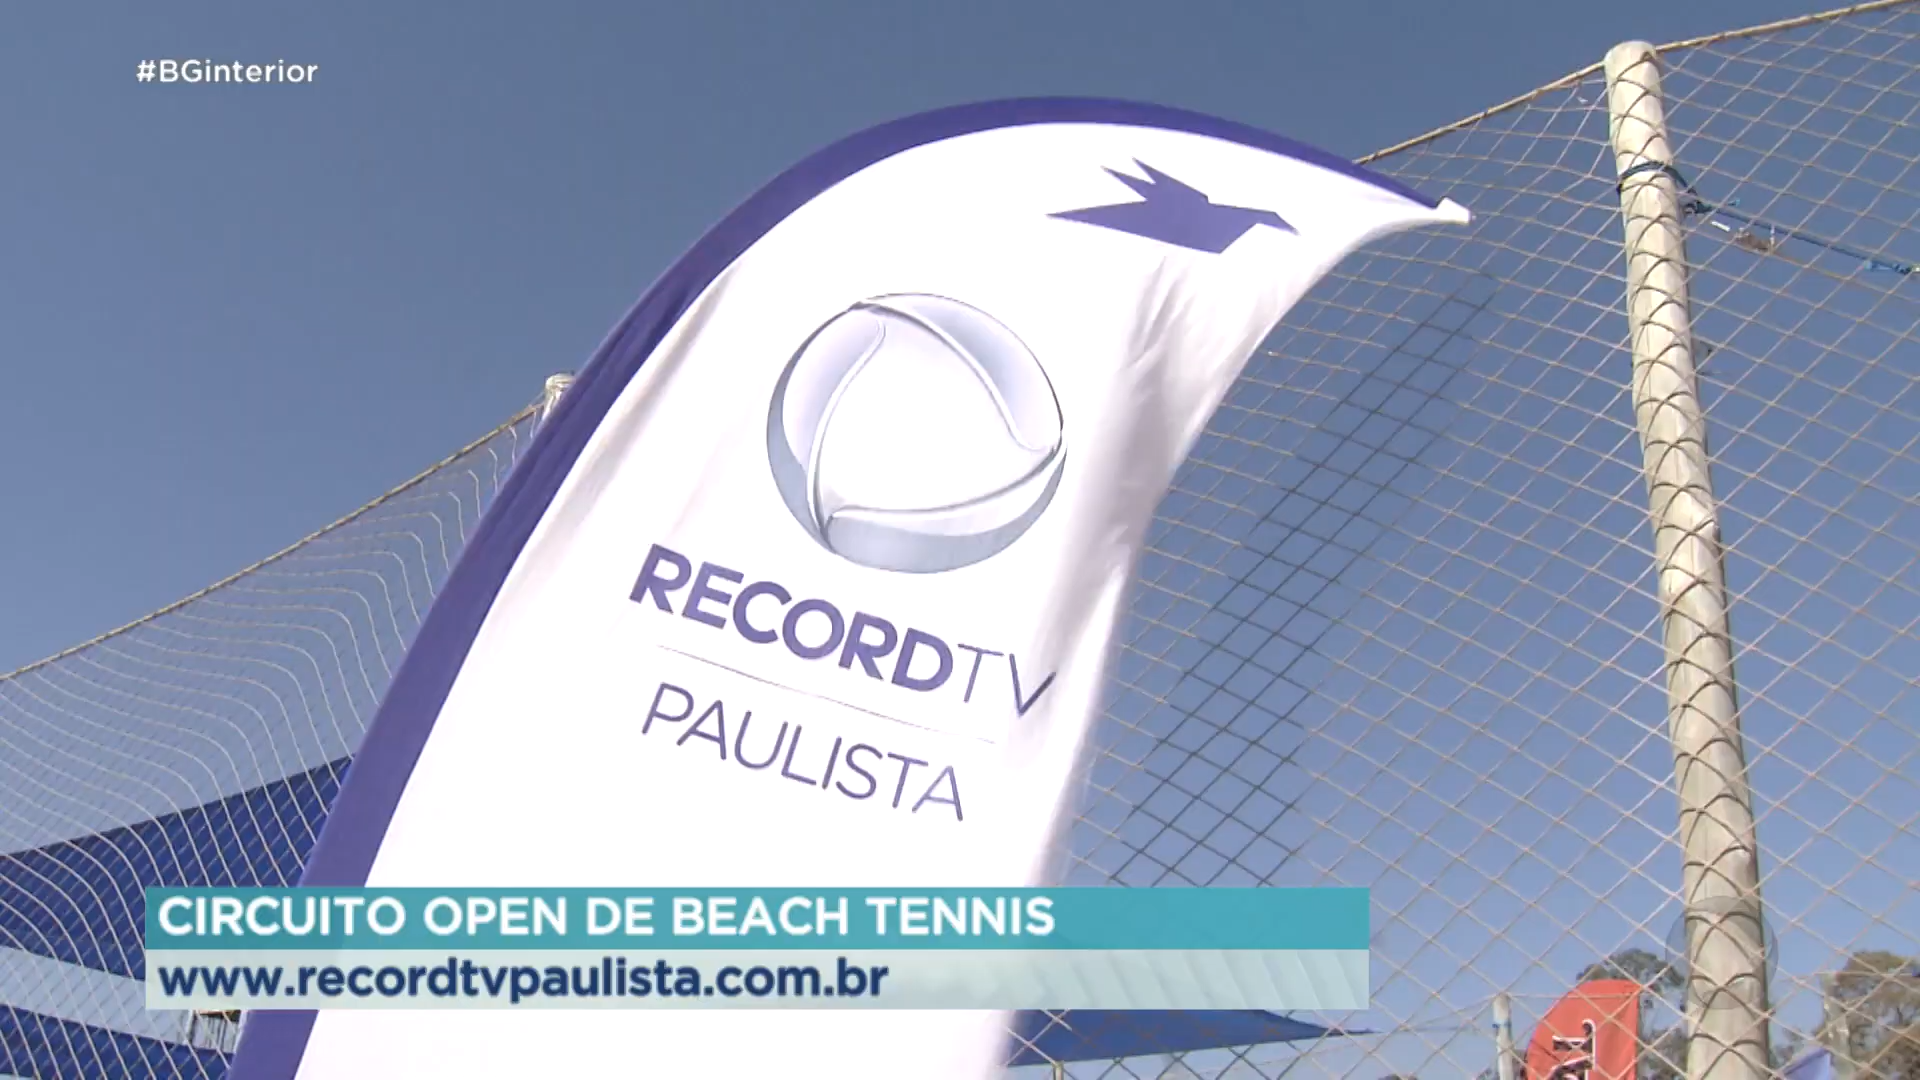 #BGinterior
RECORDTV
PAULISTA
CIRCUITO OPEN DE BEACH TENNIS
www.recordtvpaulista.com.br